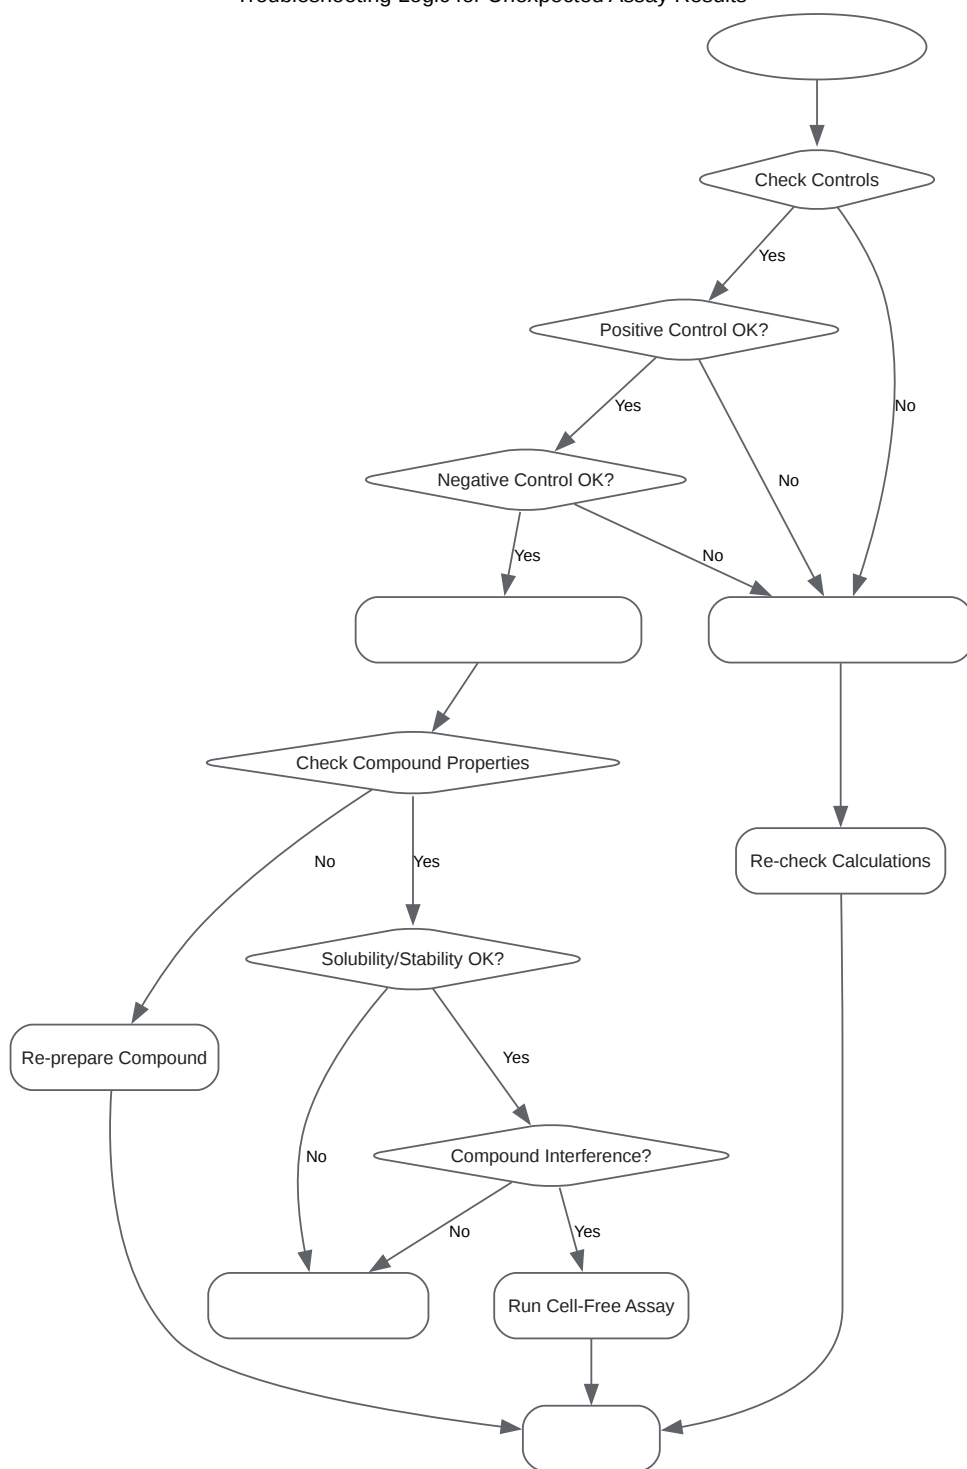 Troubleshooting Logic for Unexpected Assay Results
Check Controls
Yes
Positive Control OK?
Yes
No
Negative Control OK?
No
Yes
No
Check Compound Properties
No
Yes
Re-check Calculations
Solubility/Stability OK?
Re-prepare Compound
Yes
No
Compound Interference?
No
Yes
Run Cell-Free Assay